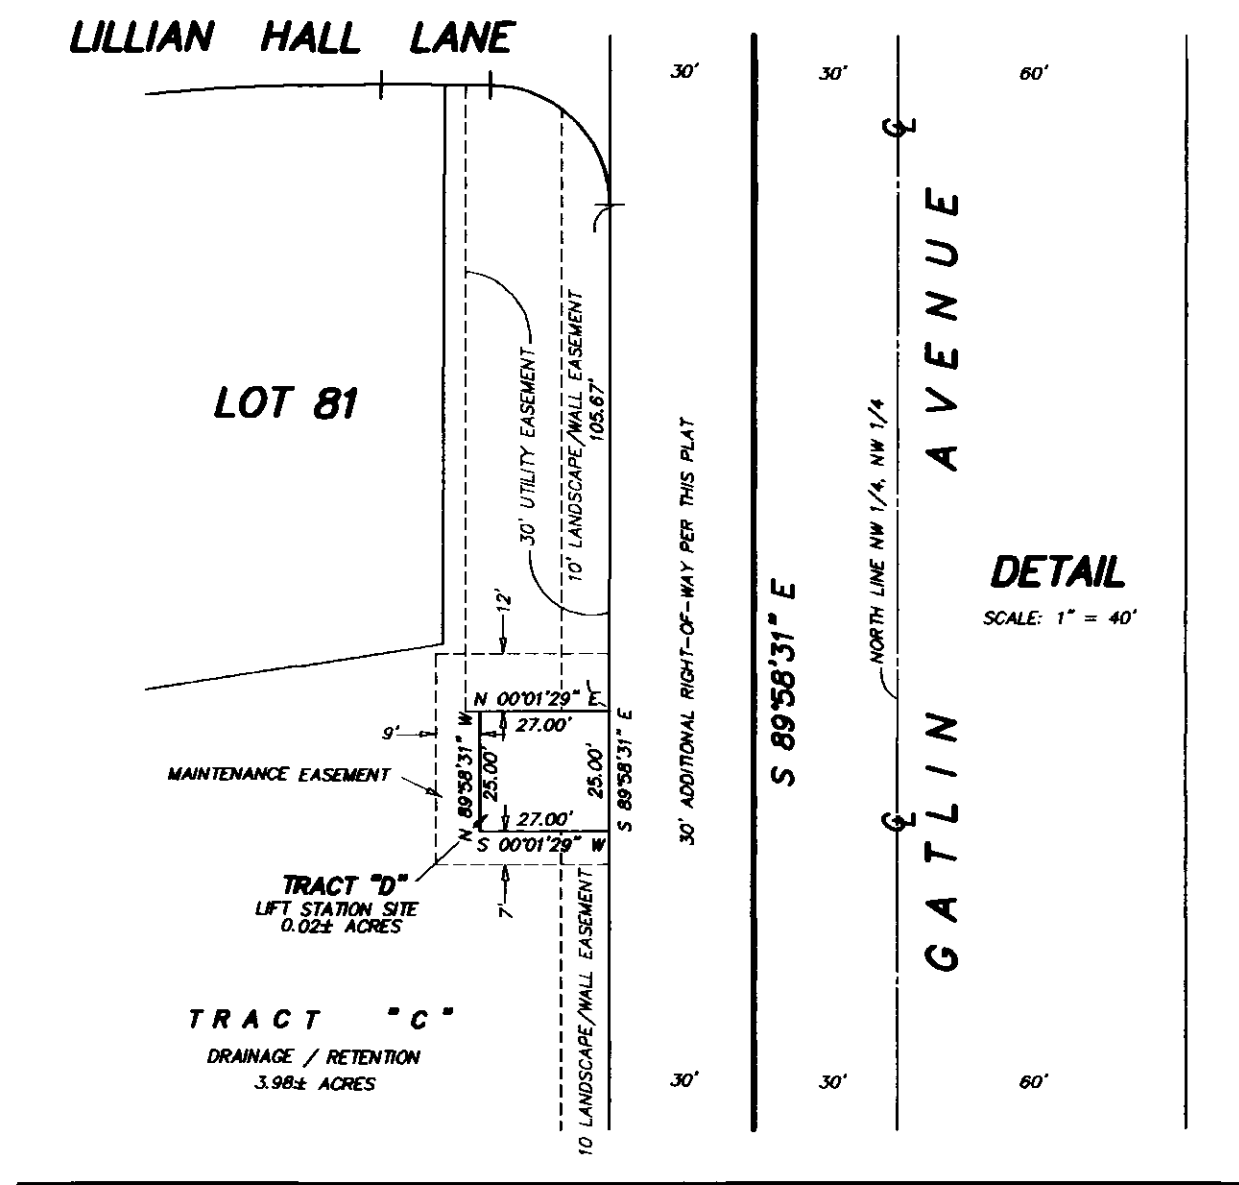 LILLIAN HALL LANE
30'
30'
60'
℄
LOT 81
30' UTILITY EASEMENT
10' LANDSCAPE/WALL EASEMENT
105.67'
30' ADDITIONAL RIGHT-OF-WAY PER THIS PLAT
S 89°58'31" E
NORTH LINE NW 1/4, NW 1/4
GATLIN AVENUE
DETAIL
SCALE: 1" = 40'
12'
N 00°01'29" E
27.00'
9'
N 89°58'31" W
25.00'
25.00'
S 89°58'31" E
MAINTENANCE EASEMENT
27.00'
S 00°01'29" W
℄
TRACT "D"
LIFT STATION SITE
0.02± ACRES
7'
10 LANDSCAPE/WALL EASEMENT
TRACT "C"
DRAINAGE / RETENTION
3.98± ACRES
30'
30'
60'